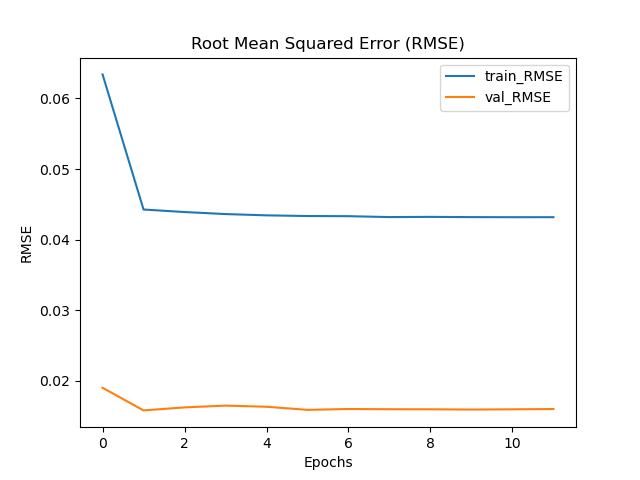 Root Mean Squared Error (RMSE)
train_RMSE
val_RMSE
0.06
0.05
0.04
0.03
0.02
RMSE
0 2 4 6 8 10
Epochs